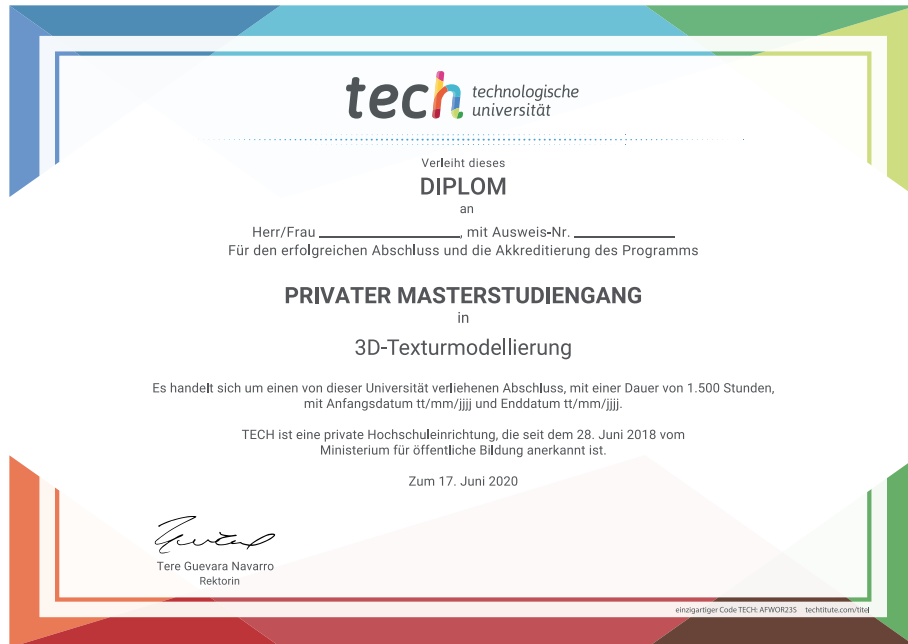 tech technologische
universität
Verleiht dieses
DIPLOM
an
Herr/Frau ____________________, mit Ausweis-Nr. ______________
Für den erfolgreichen Abschluss und die Akkreditierung des Programms
PRIVATER MASTERSTUDIENGANG
in
3D-Texturmodellierung
Es handelt sich um einen von dieser Universität verliehenen Abschluss, mit einer Dauer von 1.500 Stunden,
mit Anfangsdatum tt/mm/jjjj und Enddatum tt/mm/jjjj.
TECH ist eine private Hochschuleinrichtung, die seit dem 28. Juni 2018 vom
Ministerium für öffentliche Bildung anerkannt ist.
Zum 17. Juni 2020
Tere Guevara Navarro
Rektorin
einzigartiger Code TECH: AFWOR23S techtitute.com/titel